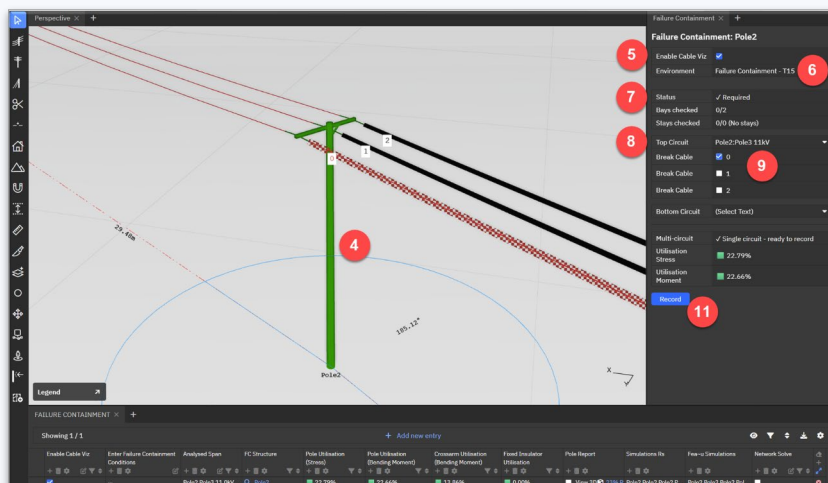 Perspective × +
Failure Containment × +
Failure Containment: Pole2
5 Enable Cable Viz
Environment Failure Containment - T15 6
7 Status ✓ Required
Bays checked 0/2
Stays checked 0/0 (No stays)
8 Top Circuit Pole2:Pole3 11kV
Break Cable 0
Break Cable 1 9
Break Cable 2
Bottom Circuit (Select Text)
Multi-circuit ✓ Single circuit - ready to record
Utilisation
Stress 22.79%
Utilisation
Moment 22.66%
Record 11
2
1
0
29.48m
4
185.12°
Pole2
X
Y
Legend
FAILURE CONTAINMENT × +
Showing 1 / 1
+ Add new entry
Enable Cable Viz
Enter Failure Containment
Conditions
Analysed Span
FC Structure
Pole Utilisation
(Stress)
Pole Utilisation
(Bending Moment)
Crossarm Utilisation
(Bending Moment)
Fixed Insulator
Utilisation
Pole Report
Simulations Rs
Network Solve
Pole2
22.79%
22.66%
0.00%